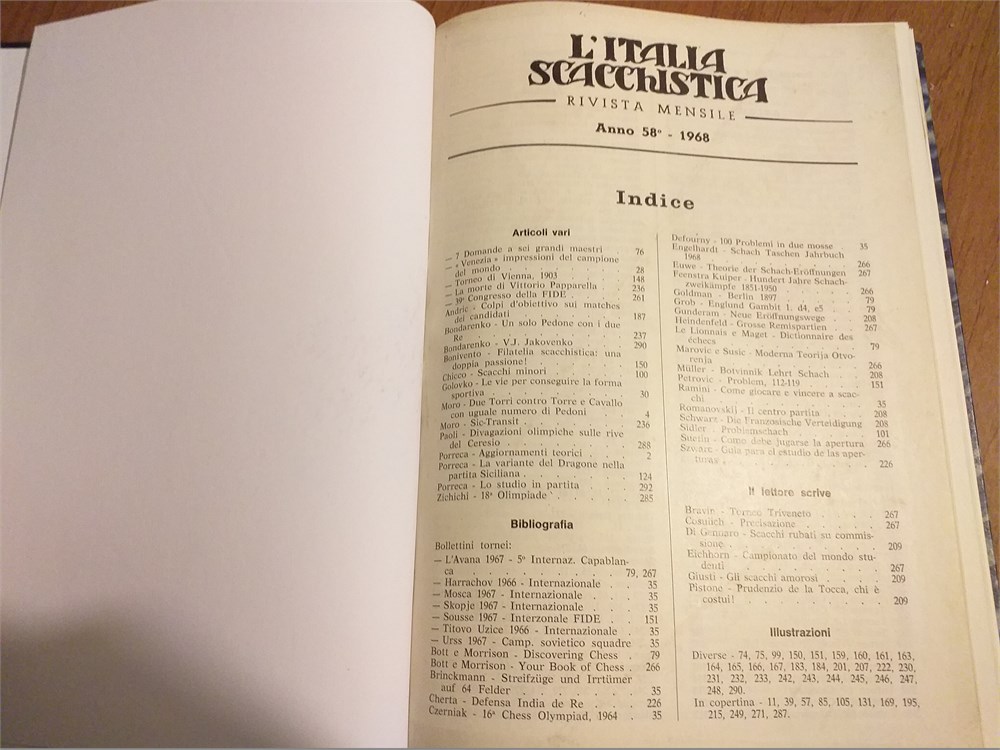 L'ITALIA
SCACCHISTICA
RIVISTA MENSILE
Anno 58° - 1968
Indice
Articoli vari
— 7 Domande a sei grandi maestri . 76
— « Venezia » impressioni del campione
del mondo . . . . . . . 28
— Torneo di Vienna, 1903 . . . . 148
— La morte di Vittorio Papparella . . 236
— 39° Congresso della FIDE . . . . 261
Andric - Colpi d'obiettivo sui matches
dei candidati . . . . . . 187
Bondarenko - Un solo Pedone con i due
Re . . . . . . . . . 237
Bondarenko - V.J. Jakovenko . . . 290
Bonivento - Filatelia scacchistica: una
doppia passione! . . . . . 150
Chicco - Scacchi minori . . . . 100
Golovko - Le vie per conseguire la forma
sportiva . . . . . . . . 30
Moro - Due Torri contro Torre e Cavallo
con uguale numero di Pedoni . . 4
Moro - Sic-Transit . . . . . . 236
Paoli - Divagazioni olimpiche sulle rive
del Ceresio . . . . . . . 288
Porreca - Aggiornamenti teorici . . . 2
Porreca - La variante del Dragone nella
partita Siciliana . . . . . . 124
Porreca - Lo studio in partita . . . 292
Zichichi - 18ª Olimpiade . . . . . 285
Bibliografia
Bollettini tornei:
— L'Avana 1967 - 5° Internaz. Capablan-
ca . . . . . . . . . 79, 267
— Harrachov 1966 - Internazionale . . 35
— Mosca 1967 - Internazionale . . . 35
— Skopje 1967 - Internazionale . . . 35
— Sousse 1967 - Interzonale FIDE . . 151
— Titovo Uzice 1966 - Internazionale . 35
— Urss 1967 - Camp. sovietico squadre 35
Bott e Morrison - Discovering Chess . 79
Bott e Morrison - Your Book of Chess . 266
Brinckmann - Streifzüge und Irrtümer
auf 64 Felder . . . . . . . 35
Cherta - Defensa India de Re . . . 226
Czerniak - 16ª Chess Olympiad, 1964 . 35
Defourny - 100 Problemi in due mosse . 35
Engelhardt - Schach Taschen Jahrbuch
1968 . . . . . . . . . 266
Euwe - Theorie der Schach-Eröffnungen 267
Feenstra Kuiper - Hundert Jahre Schach-
zweikämpfe 1851-1950 . . . . . 266
Goldman - Berlin 1897 . . . . . 79
Grob - Englund Gambit 1. d4, e5 . . 79
Gunderam - Neue Eröffnungswege . . 208
Heindenfeld - Grosse Remispartien . . 267
Le Lionnais e Maget - Dictionnaire des
échecs . . . . . . . . 79
Marovic e Susic - Moderna Teorija Otvo-
renja . . . . . . . . 266
Müller - Botvinnik Lehrt Schach . . . 208
Petrovic - Problem, 112-119 . . . . 151
Ramini - Come giocare e vincere a scac-
chi . . . . . . . . . 35
Romanovskij - Il centro partita . . . 208
Schwarz - Die Franzosische Verteidigung 208
Sidler - Problemschach . . . . . 101
Suetin - Como debe jugarse la apertura 266
Szwarc - Guia para el estudio de las aper-
turas . . . . . . . . . 226
Il lettore scrive
Bravin - Torneo Triveneto . . . . 267
Cosulich - Precisazione . . . . . 267
Di Gennaro - Scacchi rubati su commis-
sione . . . . . . . . . 209
Eichhorn - Campionato del mondo stu-
denti . . . . . . . . . 267
Giusti - Gli scacchi amorosi . . . . 209
Pistone - Prudenzio de la Tocca, chi è
costui! . . . . . . . . 209
Illustrazioni
Diverse - 74, 75, 99, 150, 151, 159, 160, 161, 163,
164, 165, 166, 167, 183, 184, 201, 207, 222, 230,
231, 232, 233, 242, 243, 244, 245, 246, 247,
248, 290.
In copertina - 11, 39, 57, 85, 105, 131, 169, 195,
215, 249, 271, 287.